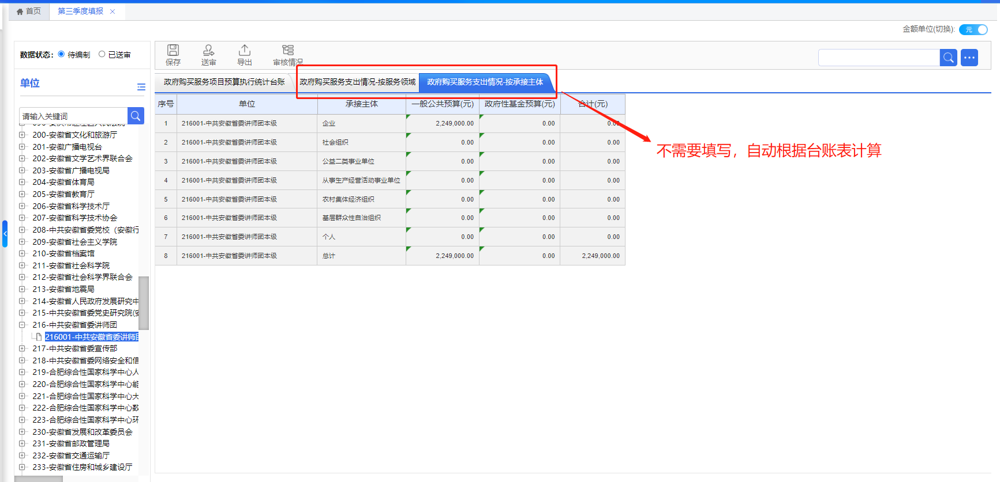 首页 第三季度填报
金额单位(切换): 元
数据状态: 待编制 已送审
保存 送审 导出 审核情况
单位
请输入关键词
200-安徽省文化和旅游厅
201-安徽广播电视台
202-安徽省文学艺术界联合会
203-安徽省广播电视局
204-安徽省体育局
205-安徽省教育厅
206-安徽省科学技术厅
207-安徽省科学技术协会
208-中共安徽省委党校（安徽行
209-安徽省社会主义学院
210-安徽省档案馆
211-安徽省社会科学院
212-安徽省社会科学界联合会
213-安徽省地震局
214-安徽省人民政府发展研究中
215-中共安徽省委党史研究院(安
216-中共安徽省委讲师团
216001-中共安徽省委讲师团
217-中共安徽省委宣传部
218-中共安徽省委网络安全和信
219-合肥综合性国家科学中心人
220-合肥综合性国家科学中心能
221-合肥综合性国家科学中心大
222-合肥综合性国家科学中心数
223-合肥综合性国家科学中心环
230-安徽省发展和改革委员会
231-安徽省邮政管理局
232-安徽省交通运输厅
233-安徽省住房和城乡建设厅
政府购买服务项目预算执行统计台账 政府购买服务支出情况-按服务领域 政府购买服务支出情况-按承接主体
序号 单位 承接主体 一般公共预算(元) 政府性基金预算(元) 合计(元)
1 216001-中共安徽省委讲师团本级 企业 2,249,000.00 0.00 0.00
2 216001-中共安徽省委讲师团本级 社会组织 0.00 0.00 0.00
3 216001-中共安徽省委讲师团本级 公益二类事业单位 0.00 0.00 0.00
4 216001-中共安徽省委讲师团本级 从事生产经营活动事业单位 0.00 0.00 0.00
5 216001-中共安徽省委讲师团本级 农村集体经济组织 0.00 0.00 0.00
6 216001-中共安徽省委讲师团本级 基层群众性自治组织 0.00 0.00 0.00
7 216001-中共安徽省委讲师团本级 个人 0.00 0.00 0.00
8 216001-中共安徽省委讲师团本级 总计 2,249,000.00 0.00 2,249,000.00
不需要填写，自动根据台账表计算